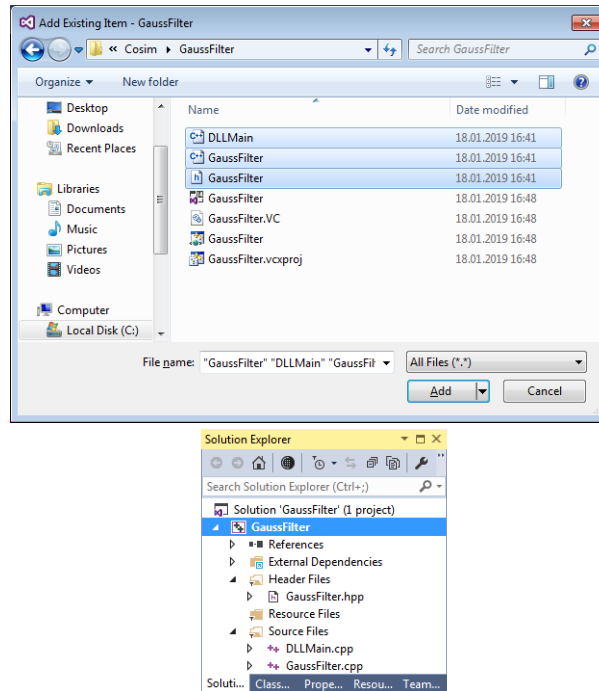 Add Existing Item - GaussFilter
« Cosim GaussFilter Search GaussFilter
Organize New folder
Name Date modified
Desktop
Downloads
Recent Places
Libraries
Documents
Music
Pictures
Videos
Computer
Local Disk (C:)
DLLMain 18.01.2019 16:41
GaussFilter 18.01.2019 16:41
GaussFilter 18.01.2019 16:41
GaussFilter 18.01.2019 16:48
GaussFilter.VC 18.01.2019 16:48
GaussFilter 18.01.2019 16:48
GaussFilter.vcxproj 18.01.2019 16:48
File name: "GaussFilter" "DLLMain" "GaussFilt All Files (*.*)
Add Cancel
Solution Explorer
Search Solution Explorer (Ctrl+;)
Solution 'GaussFilter' (1 project)
GaussFilter
References
External Dependencies
Header Files
GaussFilter.hpp
Resource Files
Source Files
DLLMain.cpp
GaussFilter.cpp
Soluti... Class... Prope... Resou... Team...